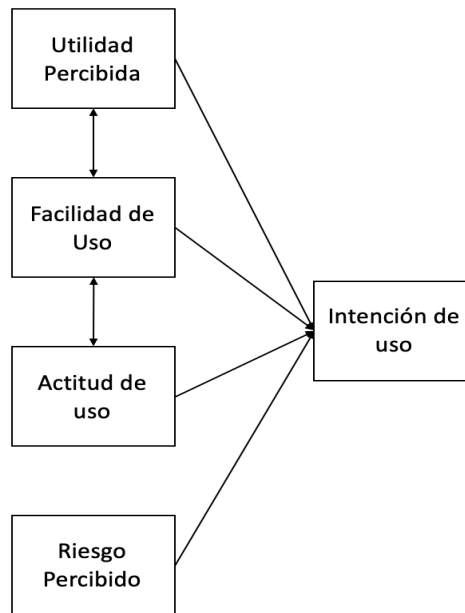 Utilidad
Percibida
Facilidad de
Uso
Intención de
uso
Actitud de
uso
Riesgo
Percibido